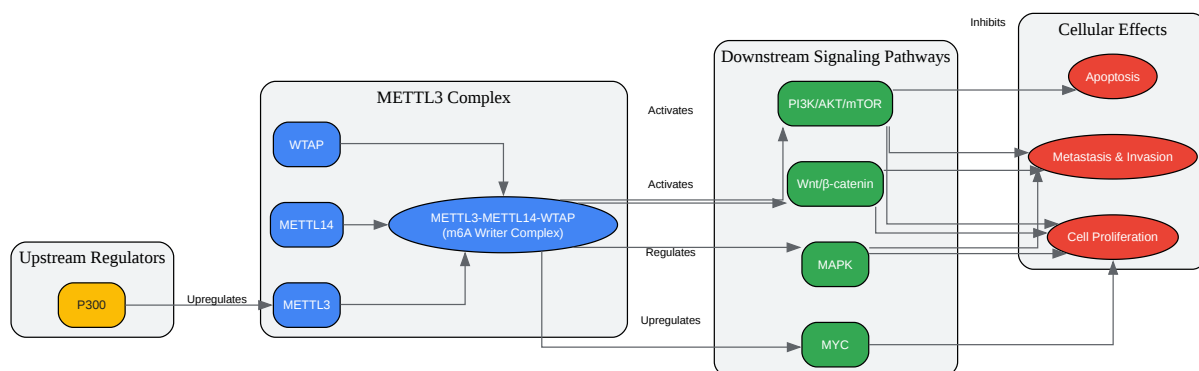 Upstream Regulators
P300
Upregulates
METTL3 Complex
WTAP
METTL14
METTL3
METTL3-METTL14-WTAP
(m6A Writer Complex)
Activates
Activates
Regulates
Upregulates
Downstream Signaling Pathways
PI3K/AKT/mTOR
Wnt/β-catenin
MAPK
MYC
Inhibits
Cellular Effects
Apoptosis
Metastasis & Invasion
Cell Proliferation